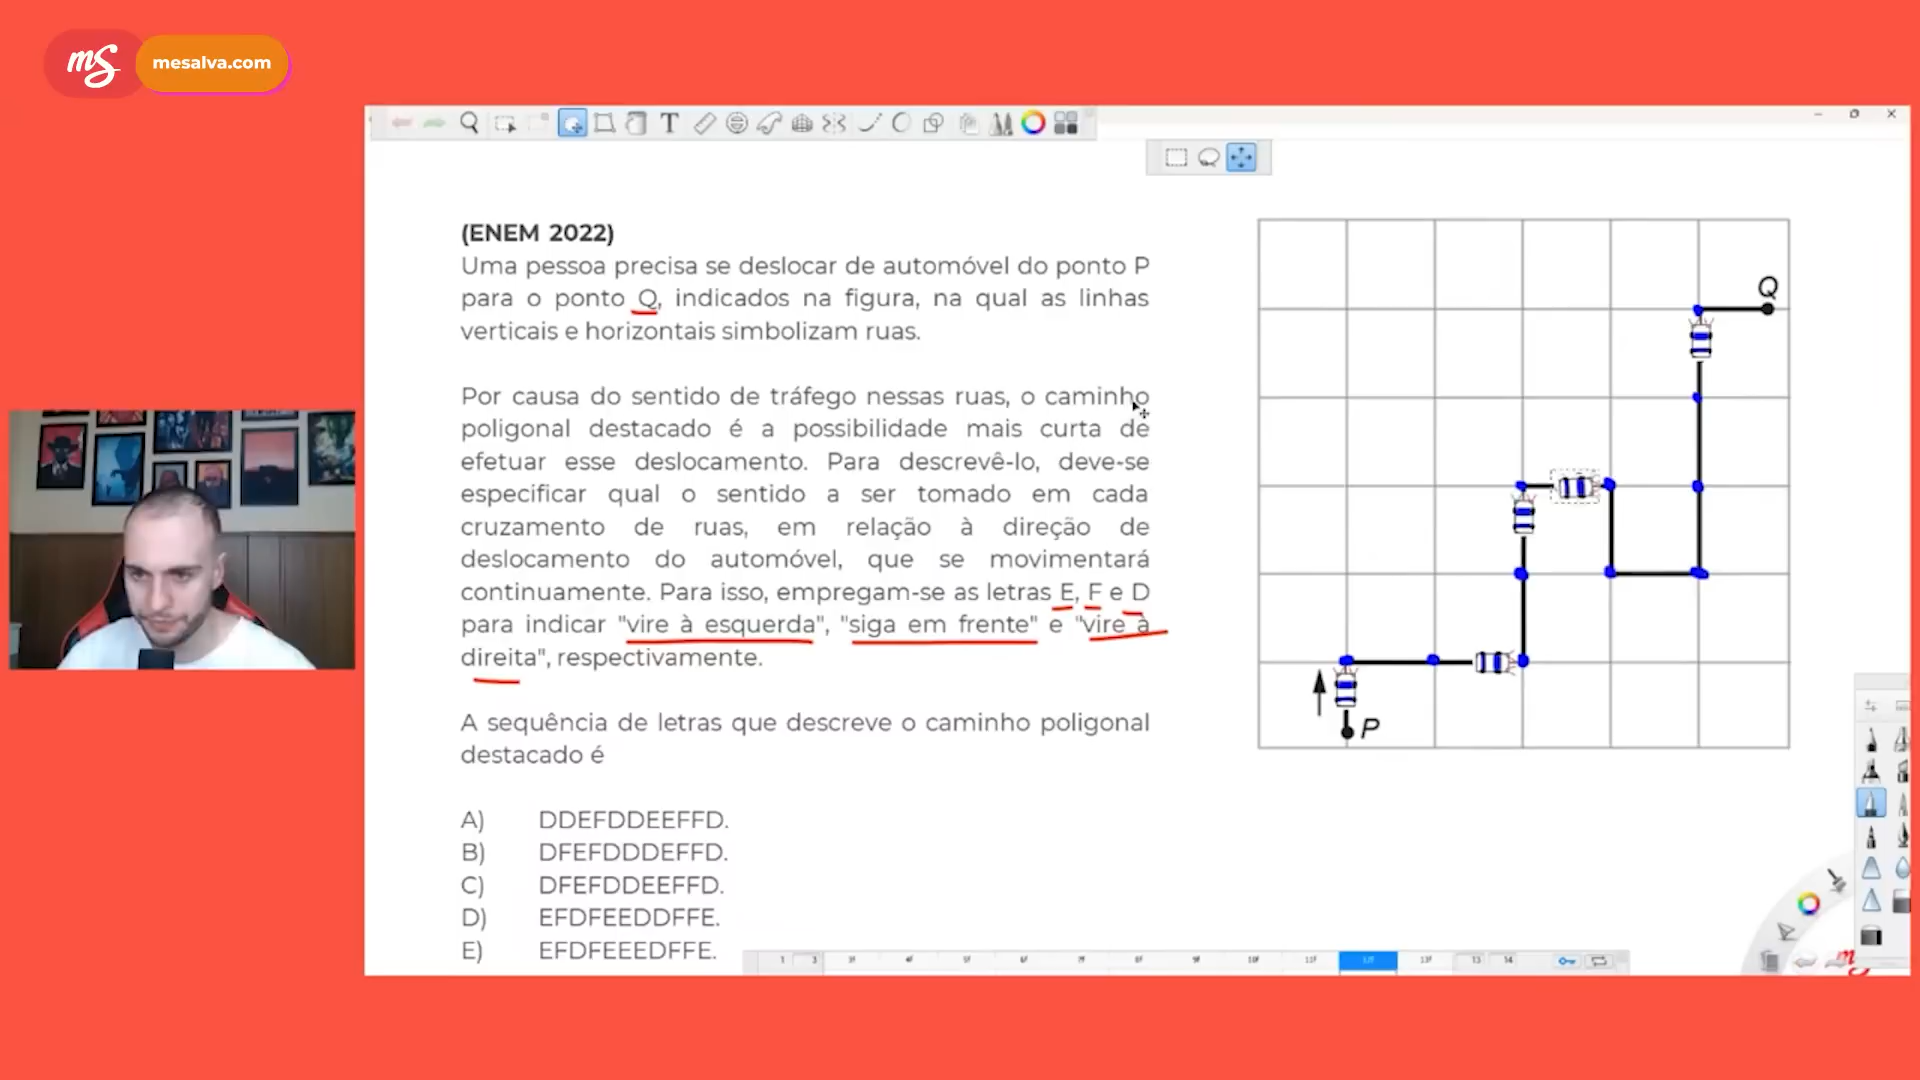 mS mesalva.com
(ENEM 2022)
Uma pessoa precisa se deslocar de automóvel do ponto P
para o ponto Q, indicados na figura, na qual as linhas
verticais e horizontais simbolizam ruas.
Por causa do sentido de tráfego nessas ruas, o caminho
poligonal destacado é a possibilidade mais curta de
efetuar esse deslocamento. Para descrevê-lo, deve-se
especificar qual o sentido a ser tomado em cada
cruzamento de ruas, em relação à direção de
deslocamento do automóvel, que se movimentará
continuamente. Para isso, empregam-se as letras E, F e D
para indicar "vire à esquerda", "siga em frente" e "vire à
direita", respectivamente.
A sequência de letras que descreve o caminho poligonal
destacado é
A) DDEFDDEEFFD.
B) DFEFDDDEFFD.
C) DFEFDDEEFFD.
D) EFDFEEDDFFE.
E) EFDFEEEDFFE.
Q
P
T
1 3
13 14